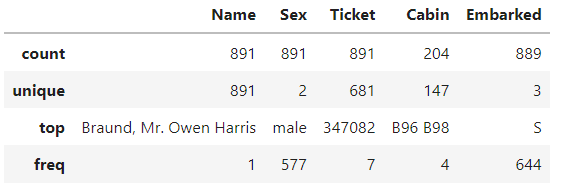 Name Sex Ticket Cabin Embarked
count 891 891 891 204 889
unique 891 2 681 147 3
top Braund, Mr. Owen Harris male 347082 B96 B98 S
freq 1 577 7 4 644